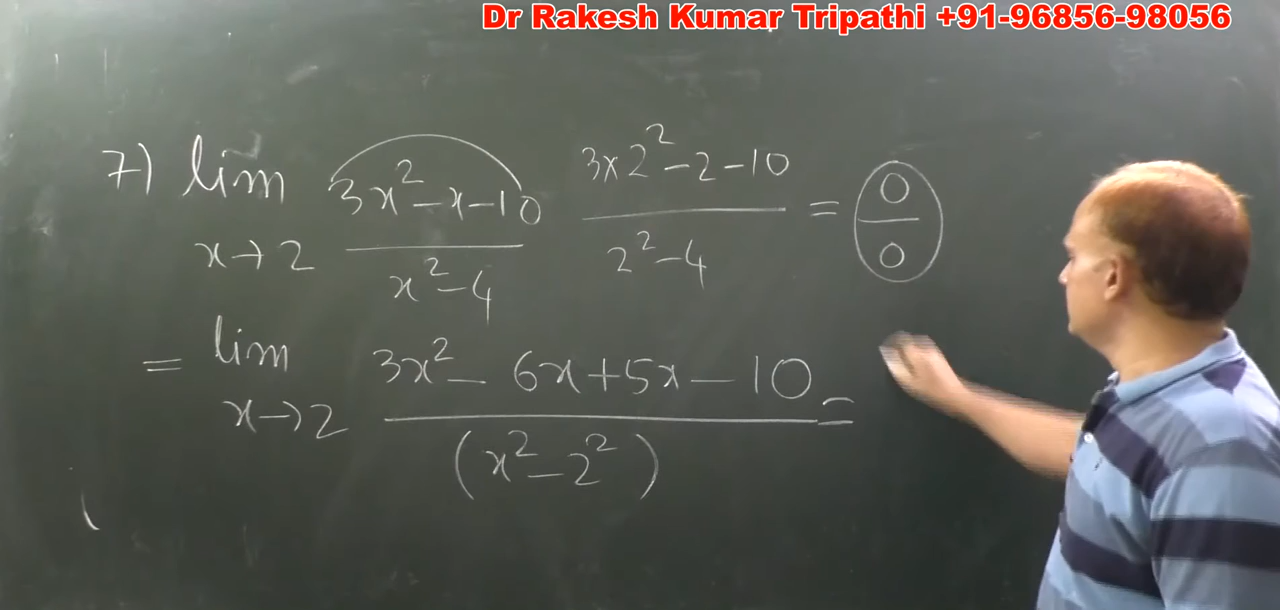 Dr Rakesh Kumar Tripathi +91-96856-98056
7) lim 3x²-x-10 / x²-4 3x2²-2-10 / 2²-4 = 0/0
x→2
= lim 3x²- 6x+5x-10 / (x²-2²) =
x→2